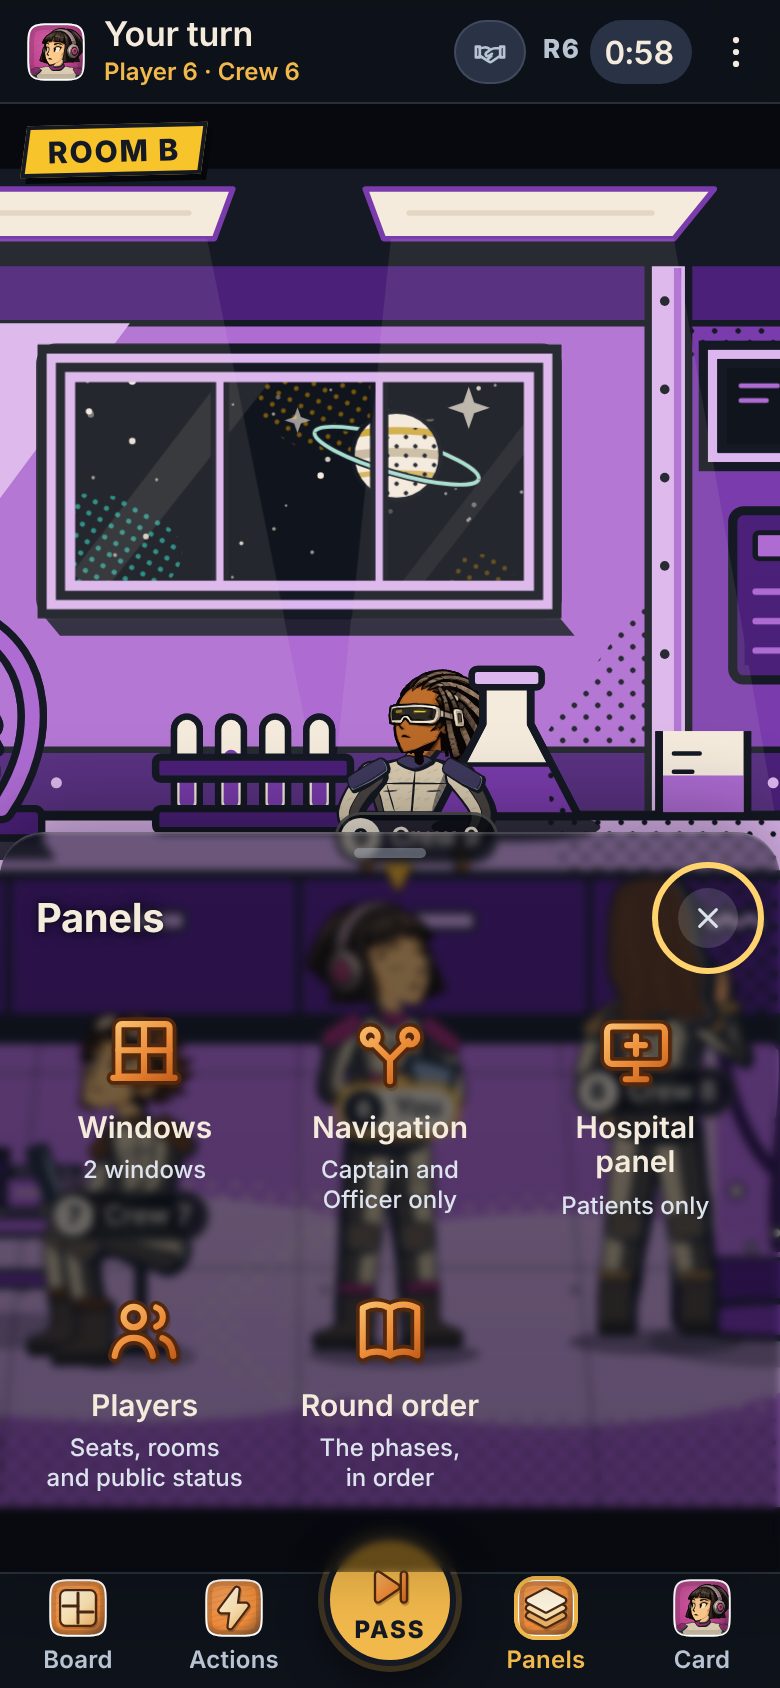 Your turn
Player 6 · Crew 6
R6
0:58
ROOM B
Panels
Windows
2 windows
Navigation
Captain and
Officer only
Hospital
panel
Patients only
Crew 7
Players
Seats, rooms
and public status
Round order
The phases,
in order
PASS
Board
Actions
Panels
Card